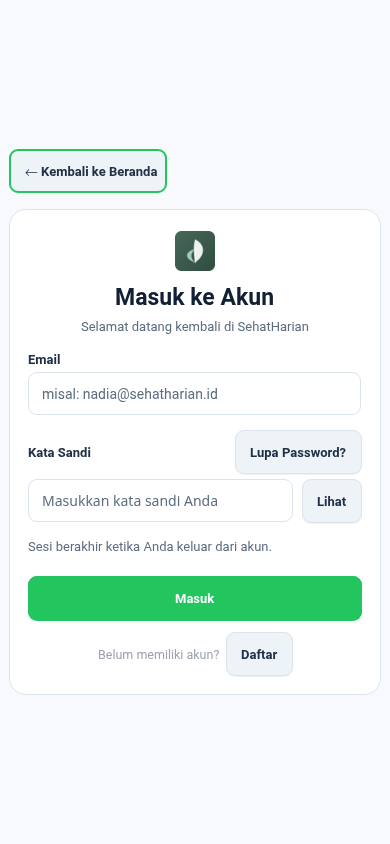 ← Kembali ke Beranda
Masuk ke Akun
Selamat datang kembali di SehatHarian
Email
misal: nadia@sehatharian.id
Kata Sandi
Lupa Password?
Masukkan kata sandi Anda
Lihat
Sesi berakhir ketika Anda keluar dari akun.
Masuk
Belum memiliki akun? Daftar